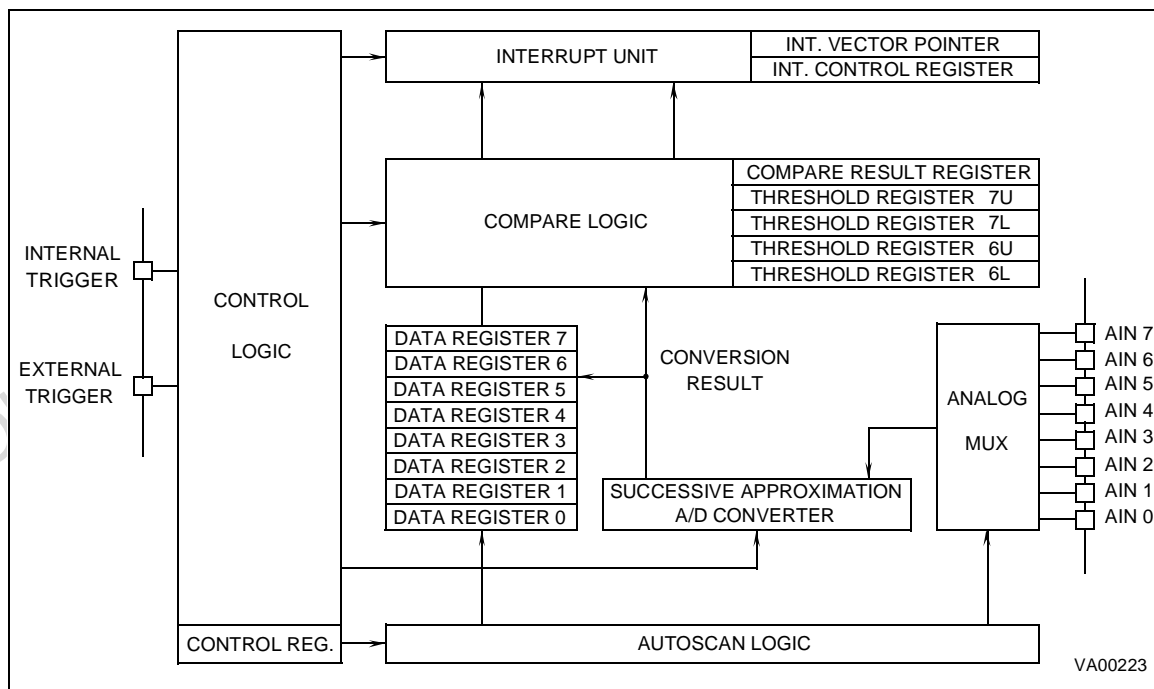 INTERRUPT UNIT
INT. VECTOR POINTER
INT. CONTROL REGISTER
COMPARE LOGIC
COMPARE RESULT REGISTER
THRESHOLD REGISTER 7U
THRESHOLD REGISTER 7L
THRESHOLD REGISTER 6U
THRESHOLD REGISTER 6L
INTERNAL
TRIGGER
EXTERNAL
TRIGGER
CONTROL
LOGIC
DATA REGISTER 7
DATA REGISTER 6
DATA REGISTER 5
DATA REGISTER 4
DATA REGISTER 3
DATA REGISTER 2
DATA REGISTER 1
DATA REGISTER 0
CONVERSION
RESULT
SUCCESSIVE APPROXIMATION
A/D CONVERTER
ANALOG
MUX
AIN 7
AIN 6
AIN 5
AIN 4
AIN 3
AIN 2
AIN 1
AIN 0
CONTROL REG.
AUTOSCAN LOGIC
VA00223